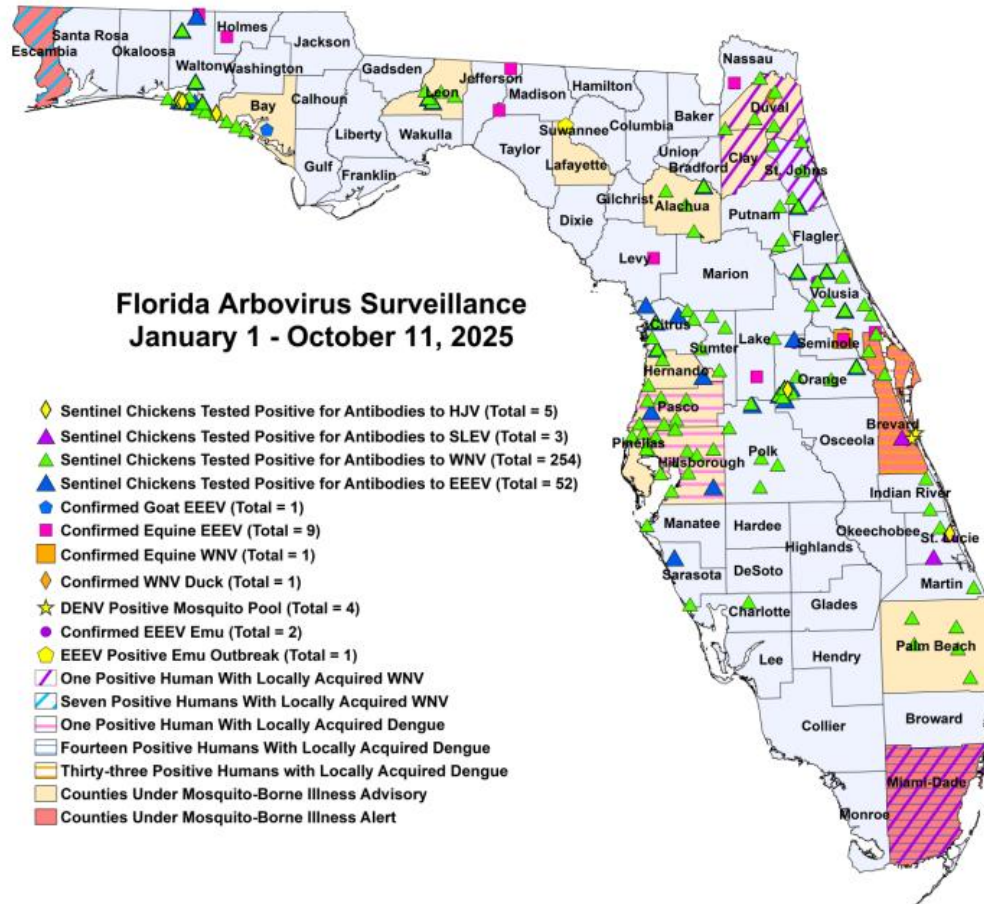 Santa Rosa
Escambia
Okaloosa
Walton
Holmes
Jackson
Washington
Bay
Calhoun
Gulf
Gadsden
Liberty
Franklin
Leon
Wakulla
Jefferson
Madison
Taylor
Hamilton
Suwannee
Lafayette
Dixie
Columbia
Baker
Union
Bradford
Gilchrist
Alachua
Nassau
Duval
Clay
St. Johns
Putnam
Flagler
Levy
Marion
Volusia
Citrus
Sumter
Lake
Seminole
Hernando
Orange
Pasco
Brevard
Pinellas
Hillsborough
Polk
Osceola
Indian River
Manatee
Hardee
Okeechobee
St. Lucie
Highlands
Sarasota
DeSoto
Martin
Charlotte
Glades
Palm Beach
Lee
Hendry
Broward
Collier
Miami-Dade
Monroe
Florida Arbovirus Surveillance
January 1 - October 11, 2025
Sentinel Chickens Tested Positive for Antibodies to HJV (Total = 5)
Sentinel Chickens Tested Positive for Antibodies to SLEV (Total = 3)
Sentinel Chickens Tested Positive for Antibodies to WNV (Total = 254)
Sentinel Chickens Tested Positive for Antibodies to EEEV (Total = 52)
Confirmed Goat EEEV (Total = 1)
Confirmed Equine EEEV (Total = 9)
Confirmed Equine WNV (Total = 1)
Confirmed WNV Duck (Total = 1)
DENV Positive Mosquito Pool (Total = 4)
Confirmed EEEV Emu (Total = 2)
EEEV Positive Emu Outbreak (Total = 1)
One Positive Human With Locally Acquired WNV
Seven Positive Humans With Locally Acquired WNV
One Positive Human With Locally Acquired Dengue
Fourteen Positive Humans With Locally Acquired Dengue
Thirty-three Positive Humans with Locally Acquired Dengue
Counties Under Mosquito-Borne Illness Advisory
Counties Under Mosquito-Borne Illness Alert